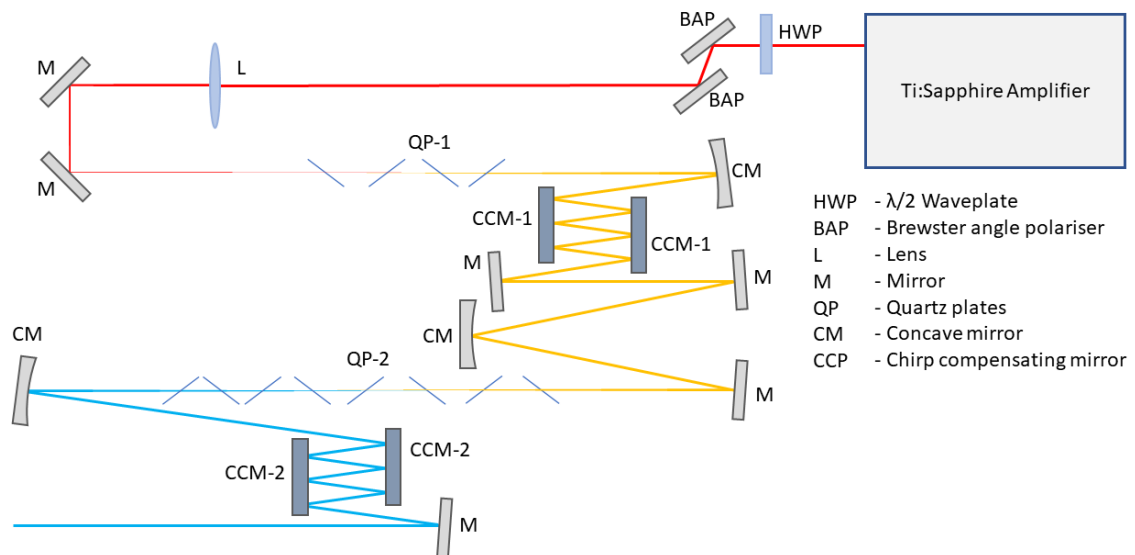 BAP
HWP
M
L
BAP
Ti:Sapphire Amplifier
QP-1
M
CM
CCM-1
CCM-1
M
M
CM
CM
QP-2
M
CCM-2
CCM-2
M
HWP - λ/2 Waveplate
BAP - Brewster angle polariser
L - Lens
M - Mirror
QP - Quartz plates
CM - Concave mirror
CCP - Chirp compensating mirror